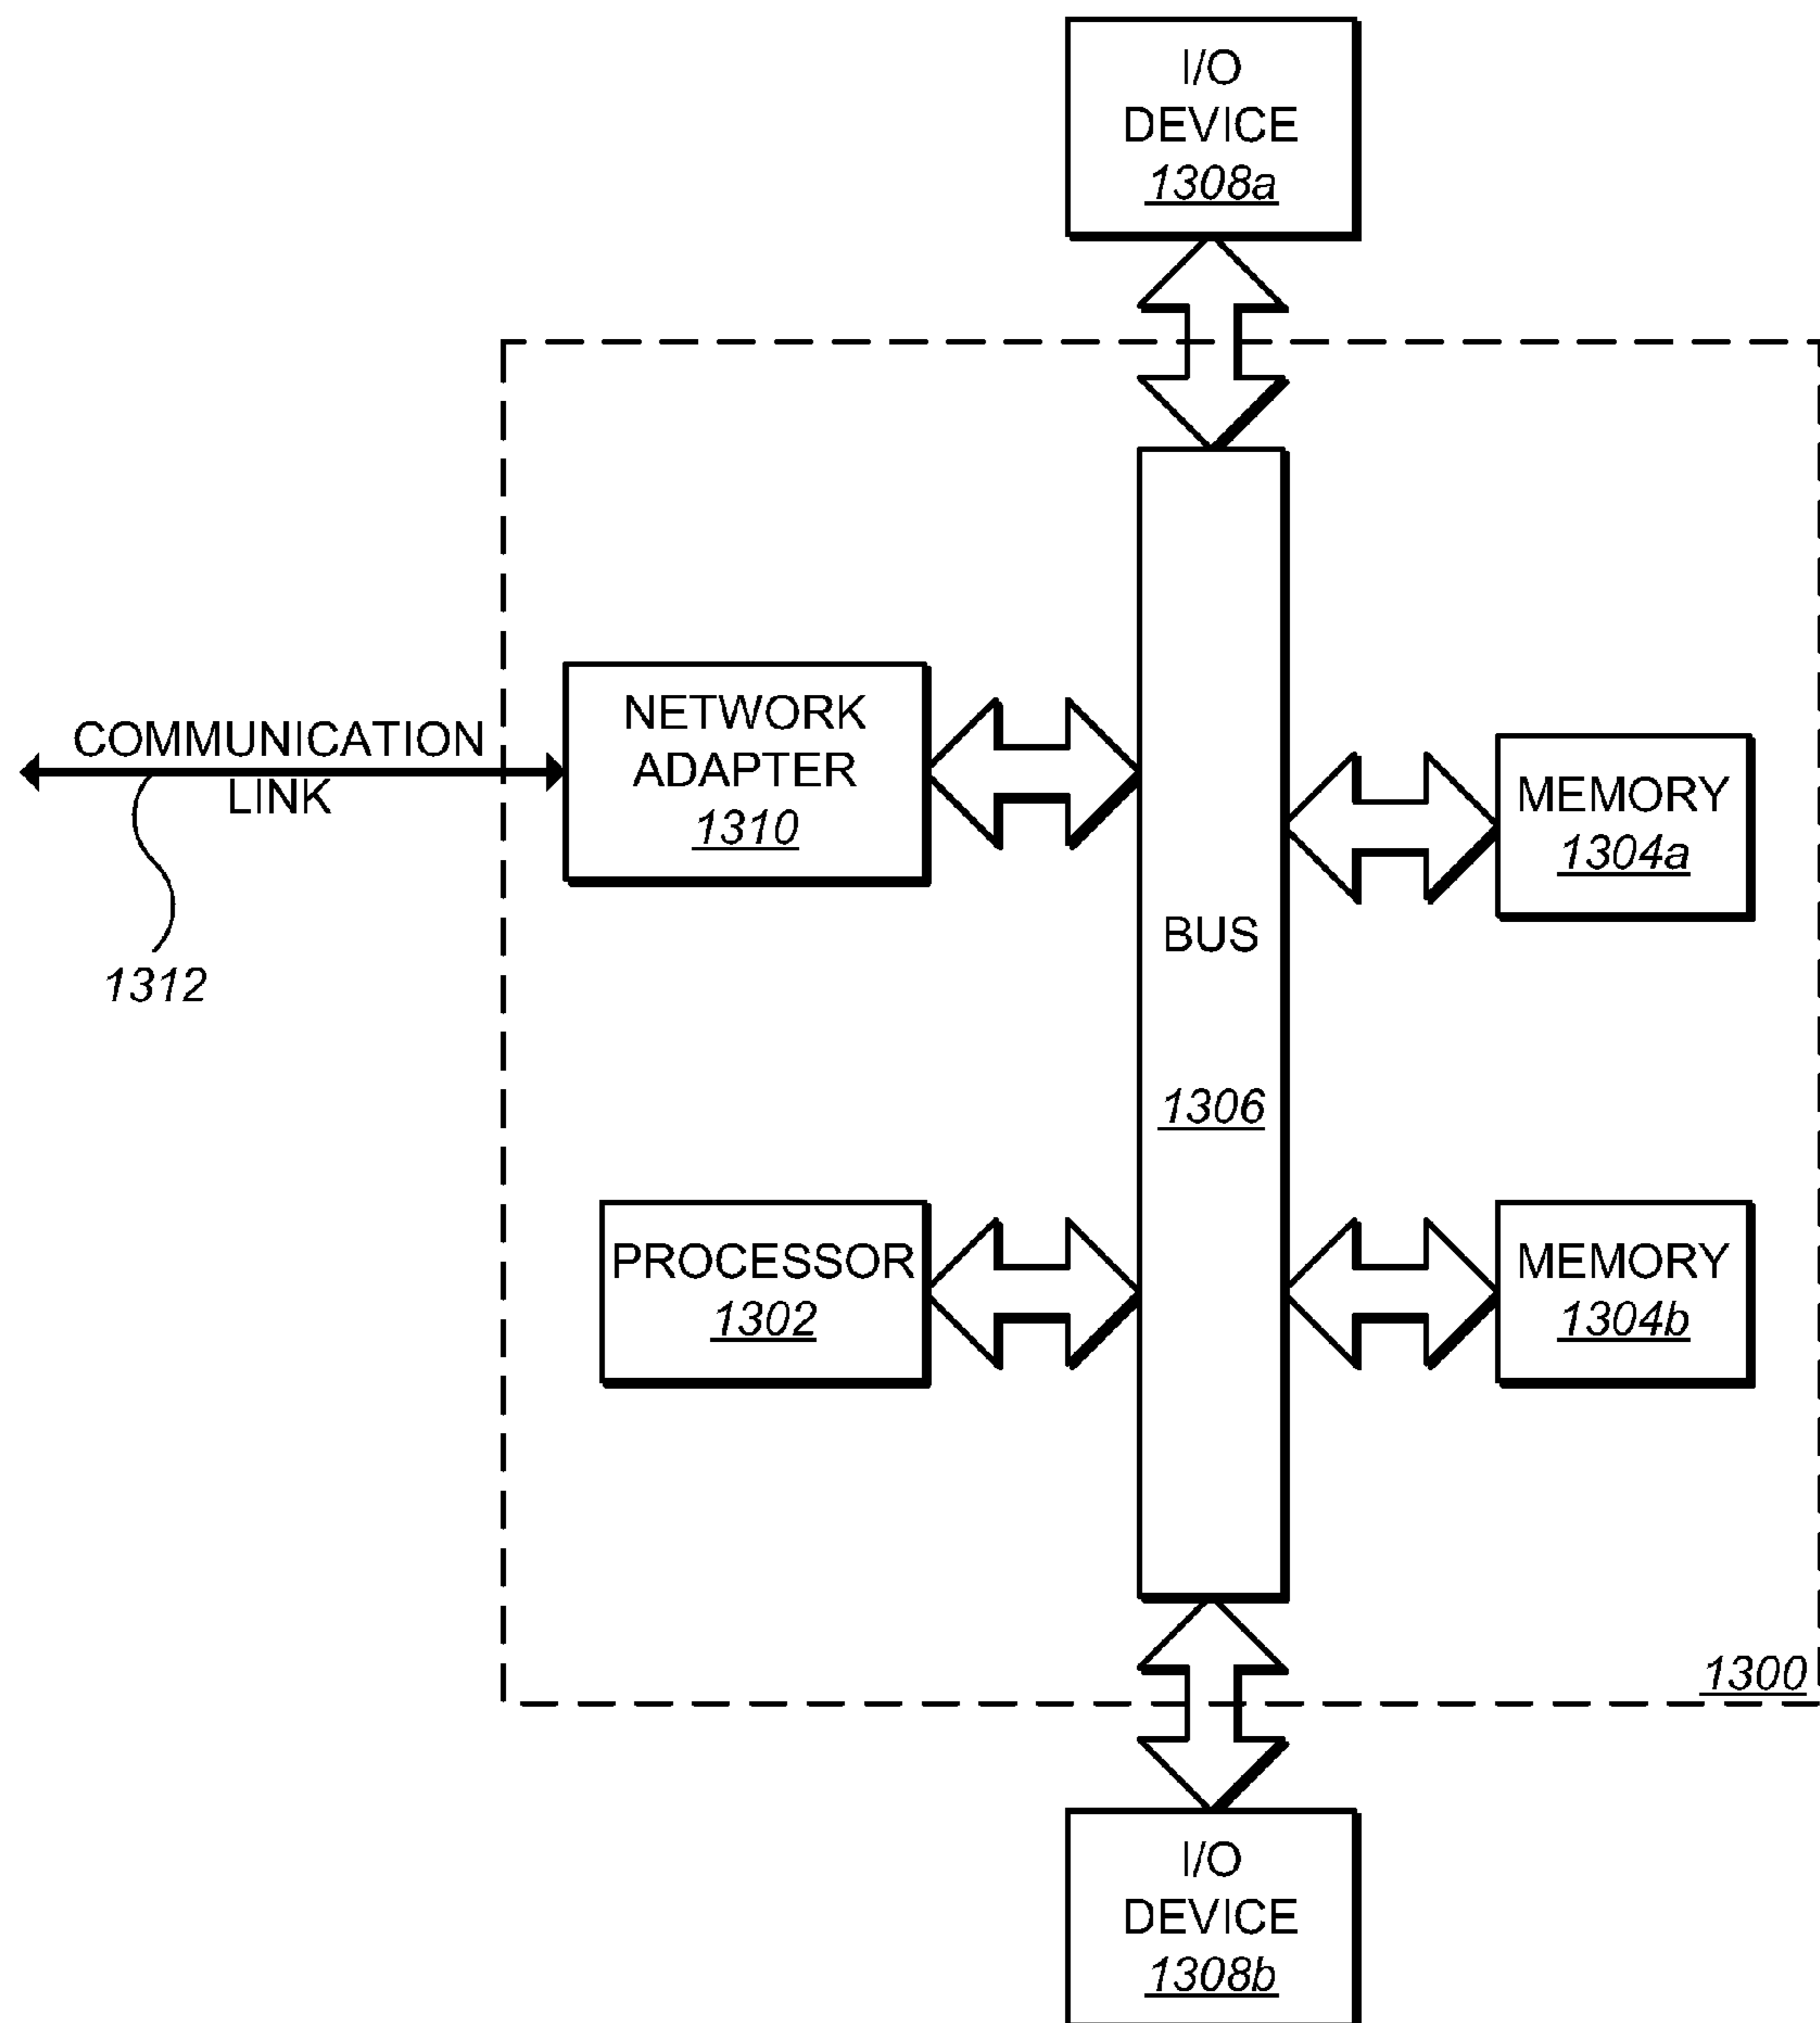 I/O
DEVICE
1308a
COMMUNICATION
LINK
1312
NETWORK
ADAPTER
1310
MEMORY
1304a
BUS
1306
PROCESSOR
1302
MEMORY
1304b
1300
I/O
DEVICE
1308b